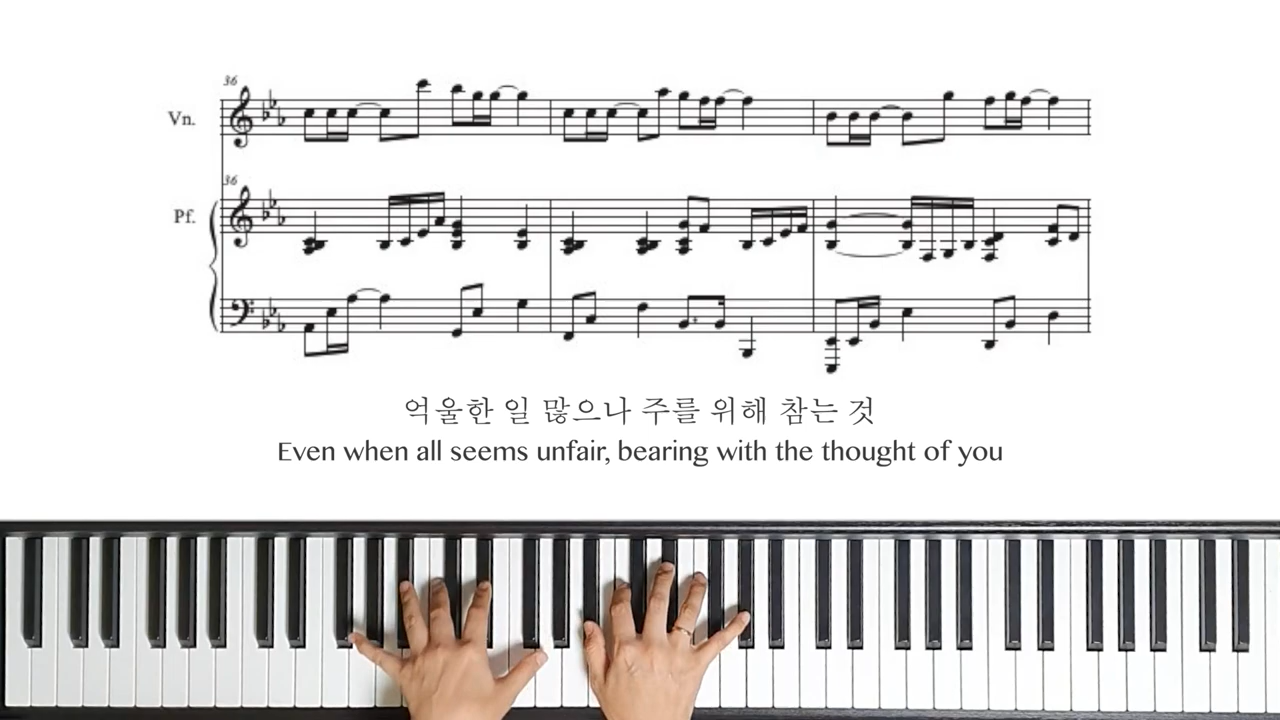 36
Vn.
36
Pf.
억울한 일 많으나 주를 위해 참는 것
Even when all seems unfair, bearing with the thought of you